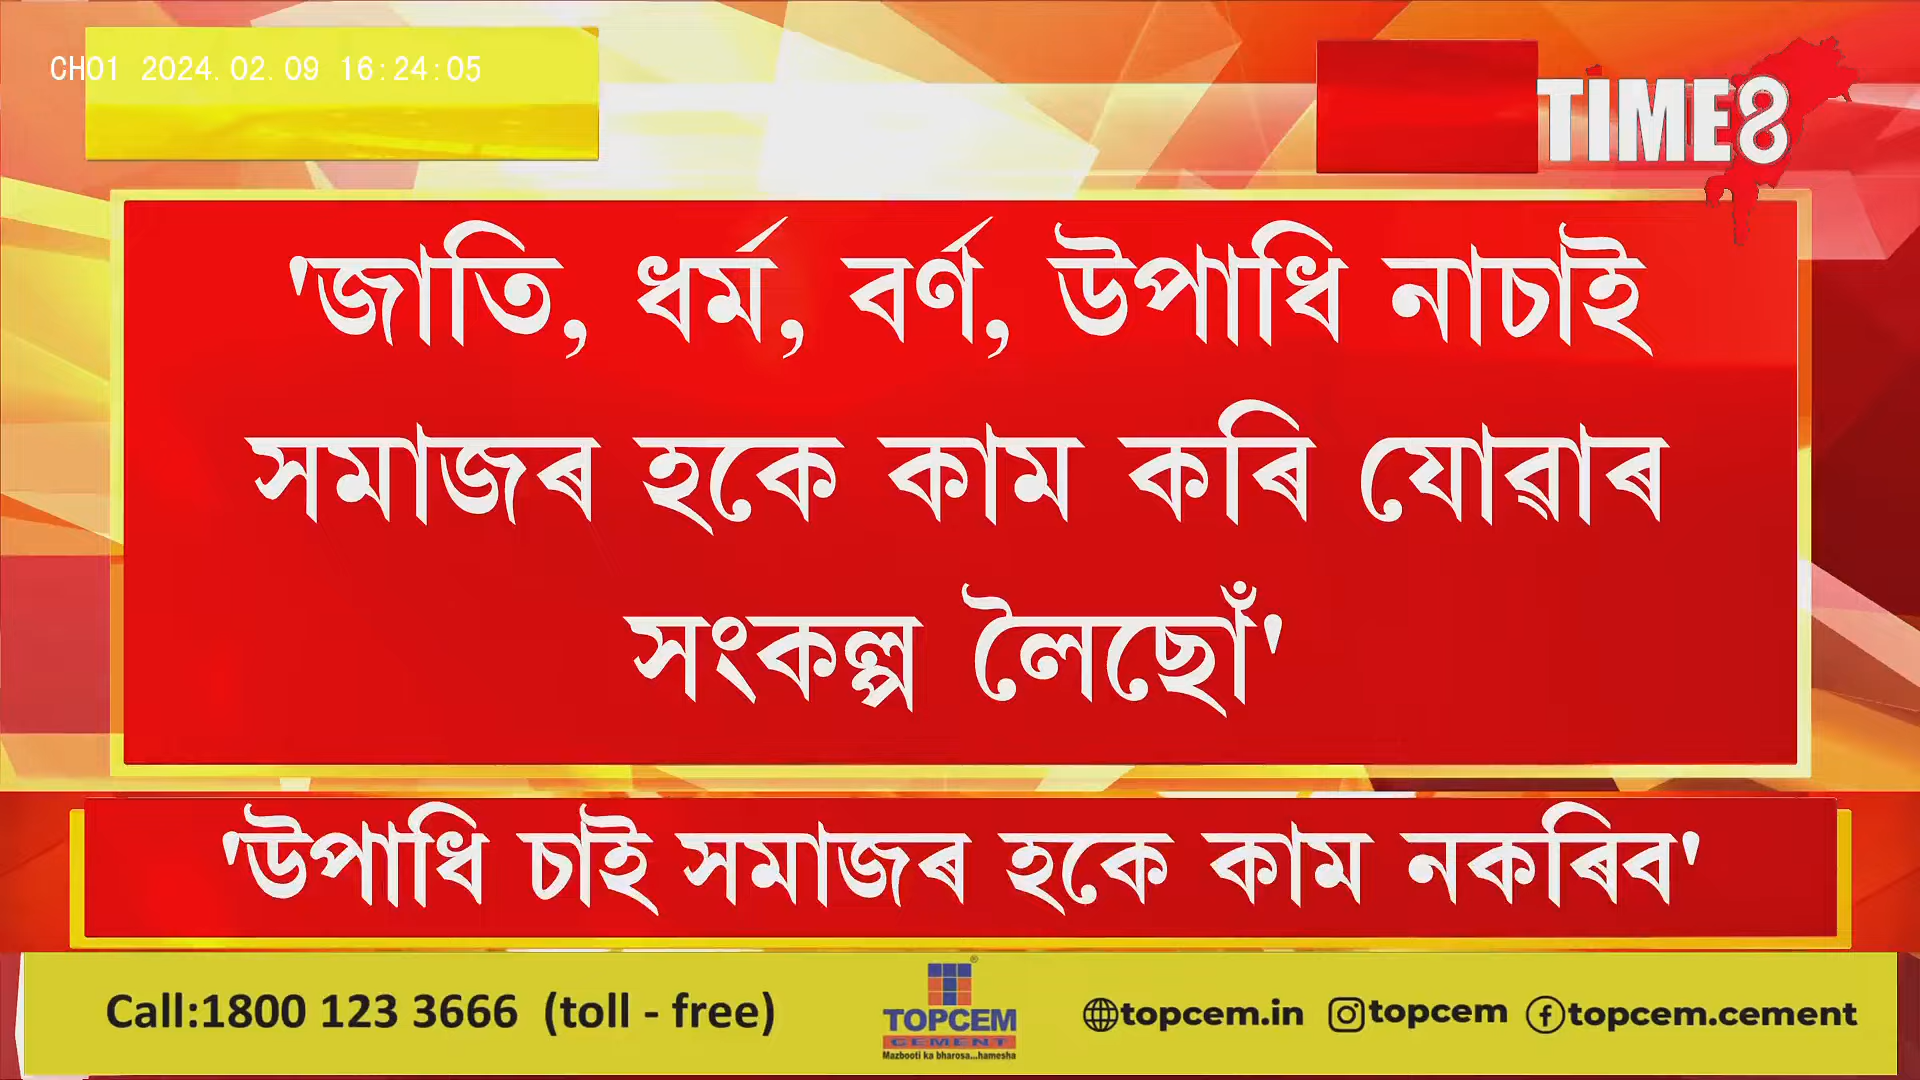 CH01 2024.02.09 16:24:05
TIME8
'জাতি, ধৰ্ম, বৰ্ণ, উপাধি নাচাই
সমাজৰ হকে কাম কৰি যোৱাৰ
সংকল্প লৈছোঁ'
'উপাধি চাই সমাজৰ হকে কাম নকৰিব'
Call:1800 123 3666 (toll - free)
TOPCEM
CEMENT
Mazbooti ka bharosa...hamesha
topcem.in topcem topcem.cement